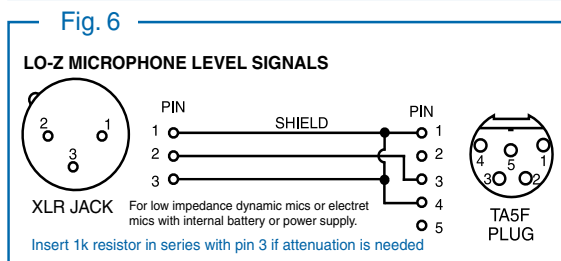 Fig. 6
LO-Z MICROPHONE LEVEL SIGNALS
PIN
PIN
SHIELD
1
2
3
1
2
3
4
5
2
1
3
4
5
1
3
2
XLR JACK
For low impedance dynamic mics or electret
mics with internal battery or power supply.
TA5F
PLUG
Insert 1k resistor in series with pin 3 if attenuation is needed